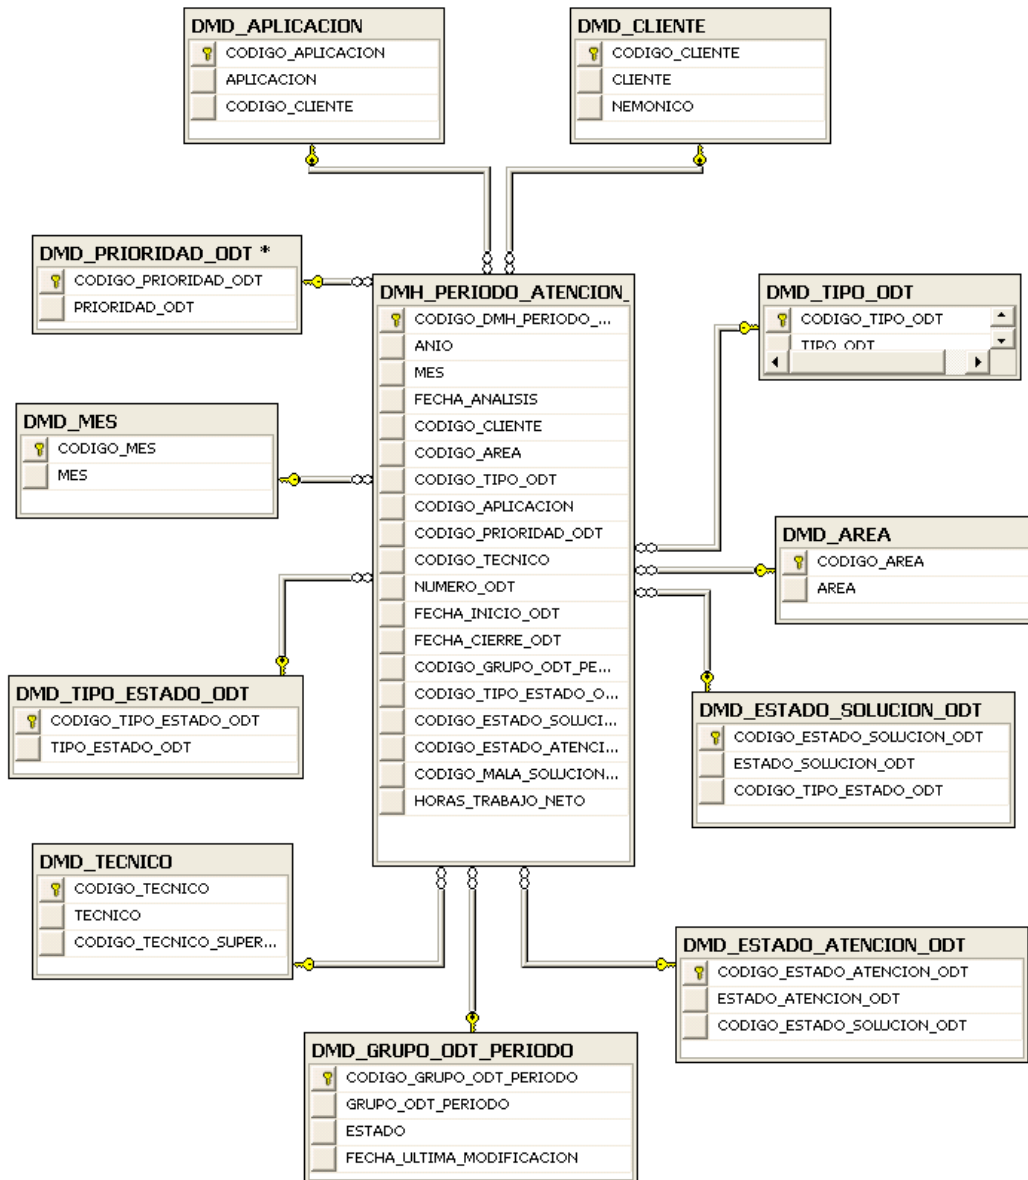 DMD_APLICACION
CODIGO_APLICACION
APLICACION
CODIGO_CLIENTE
DMD_CLIENTE
CODIGO_CLIENTE
CLIENTE
NEMONICO
DMD_PRIORIDAD_ODT *
CODIGO_PRIORIDAD_ODT
PRIORIDAD_ODT
DMH_PERIODO_ATENCION_
CODIGO_DMH_PERIODO_...
ANIO
MES
FECHA_ANALISIS
CODIGO_CLIENTE
CODIGO_AREA
CODIGO_TIPO_ODT
CODIGO_APLICACION
CODIGO_PRIORIDAD_ODT
CODIGO_TECNICO
NUMERO_ODT
FECHA_INICIO_ODT
FECHA_CIERRE_ODT
CODIGO_GRUPO_ODT_PE...
CODIGO_TIPO_ESTADO_O...
CODIGO_ESTADO_SOLUCI...
CODIGO_ESTADO_ATENCI...
CODIGO_MALA_SOLUCION...
HORAS_TRABAJO_NETO
DMD_TIPO_ODT
CODIGO_TIPO_ODT
TIPO_ODT
DMD_MES
CODIGO_MES
MES
DMD_AREA
CODIGO_AREA
AREA
DMD_TIPO_ESTADO_ODT
CODIGO_TIPO_ESTADO_ODT
TIPO_ESTADO_ODT
DMD_ESTADO_SOLUCION_ODT
CODIGO_ESTADO_SOLUCION_ODT
ESTADO_SOLUCION_ODT
CODIGO_TIPO_ESTADO_ODT
DMD_TECNICO
CODIGO_TECNICO
TECNICO
CODIGO_TECNICO_SUPER...
DMD_ESTADO_ATENCION_ODT
CODIGO_ESTADO_ATENCION_ODT
ESTADO_ATENCION_ODT
CODIGO_ESTADO_SOLUCION_ODT
DMD_GRUPO_ODT_PERIODO
CODIGO_GRUPO_ODT_PERIODO
GRUPO_ODT_PERIODO
ESTADO
FECHA_ULTIMA_MODIFICACION